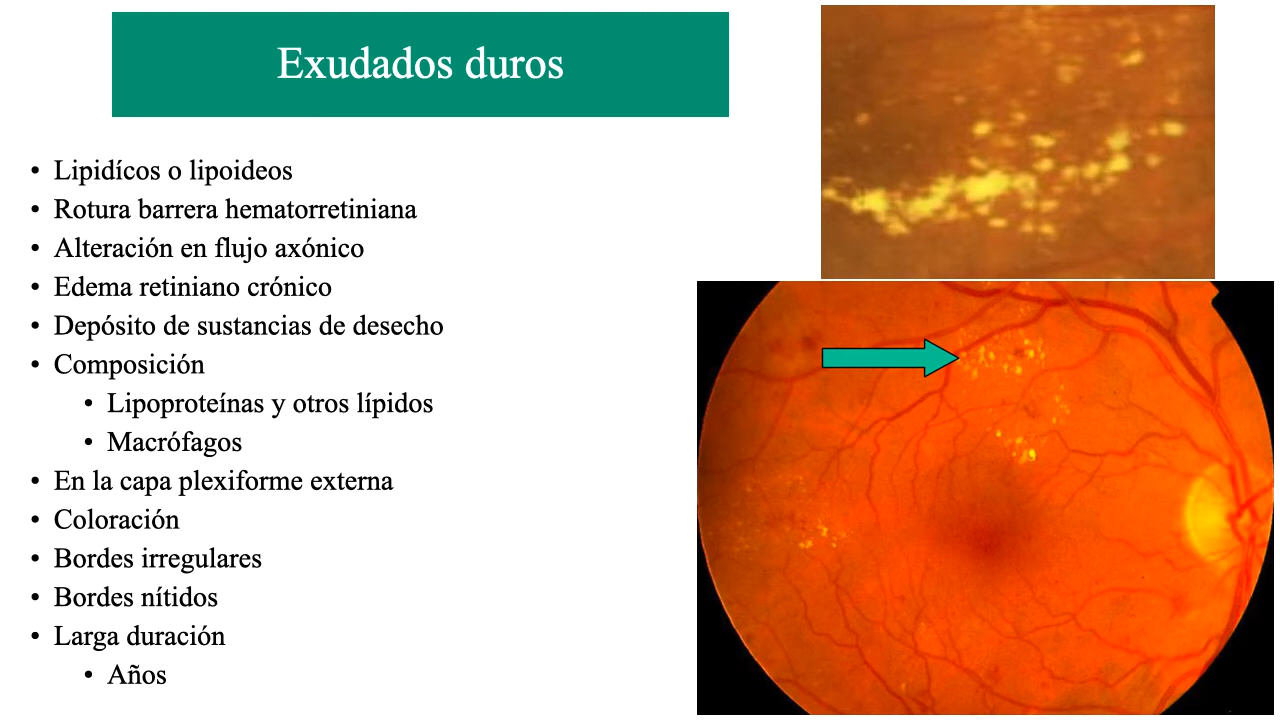 Exudados duros
• Lipidícos o lipoideos
• Rotura barrera hematorretiniana
• Alteración en flujo axónico
• Edema retiniano crónico
• Depósito de sustancias de desecho
• Composición
• Lipoproteínas y otros lípidos
• Macrófagos
• En la capa plexiforme externa
• Coloración
• Bordes irregulares
• Bordes nítidos
• Larga duración
• Años